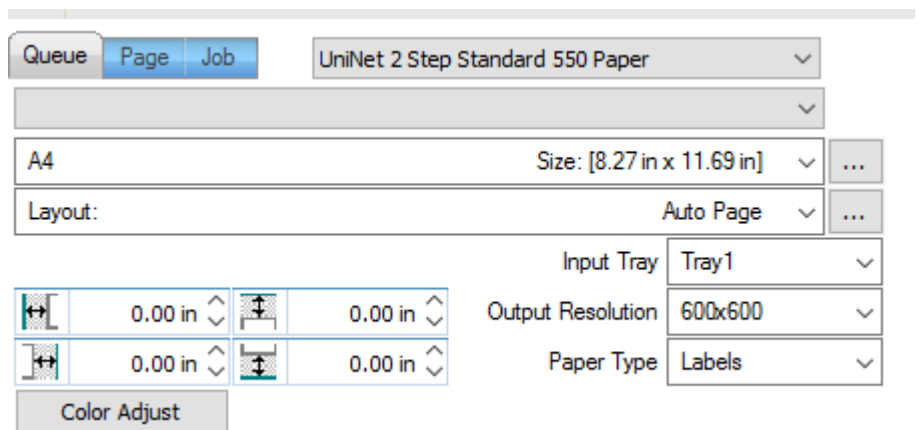 Queue Page Job UniNet 2 Step Standard 550 Paper
A4 Size: [8.27 in x 11.69 in] ...
Layout: Auto Page ...
Input Tray Tray1
0.00 in 0.00 in Output Resolution 600x600
0.00 in 0.00 in Paper Type Labels
Color Adjust